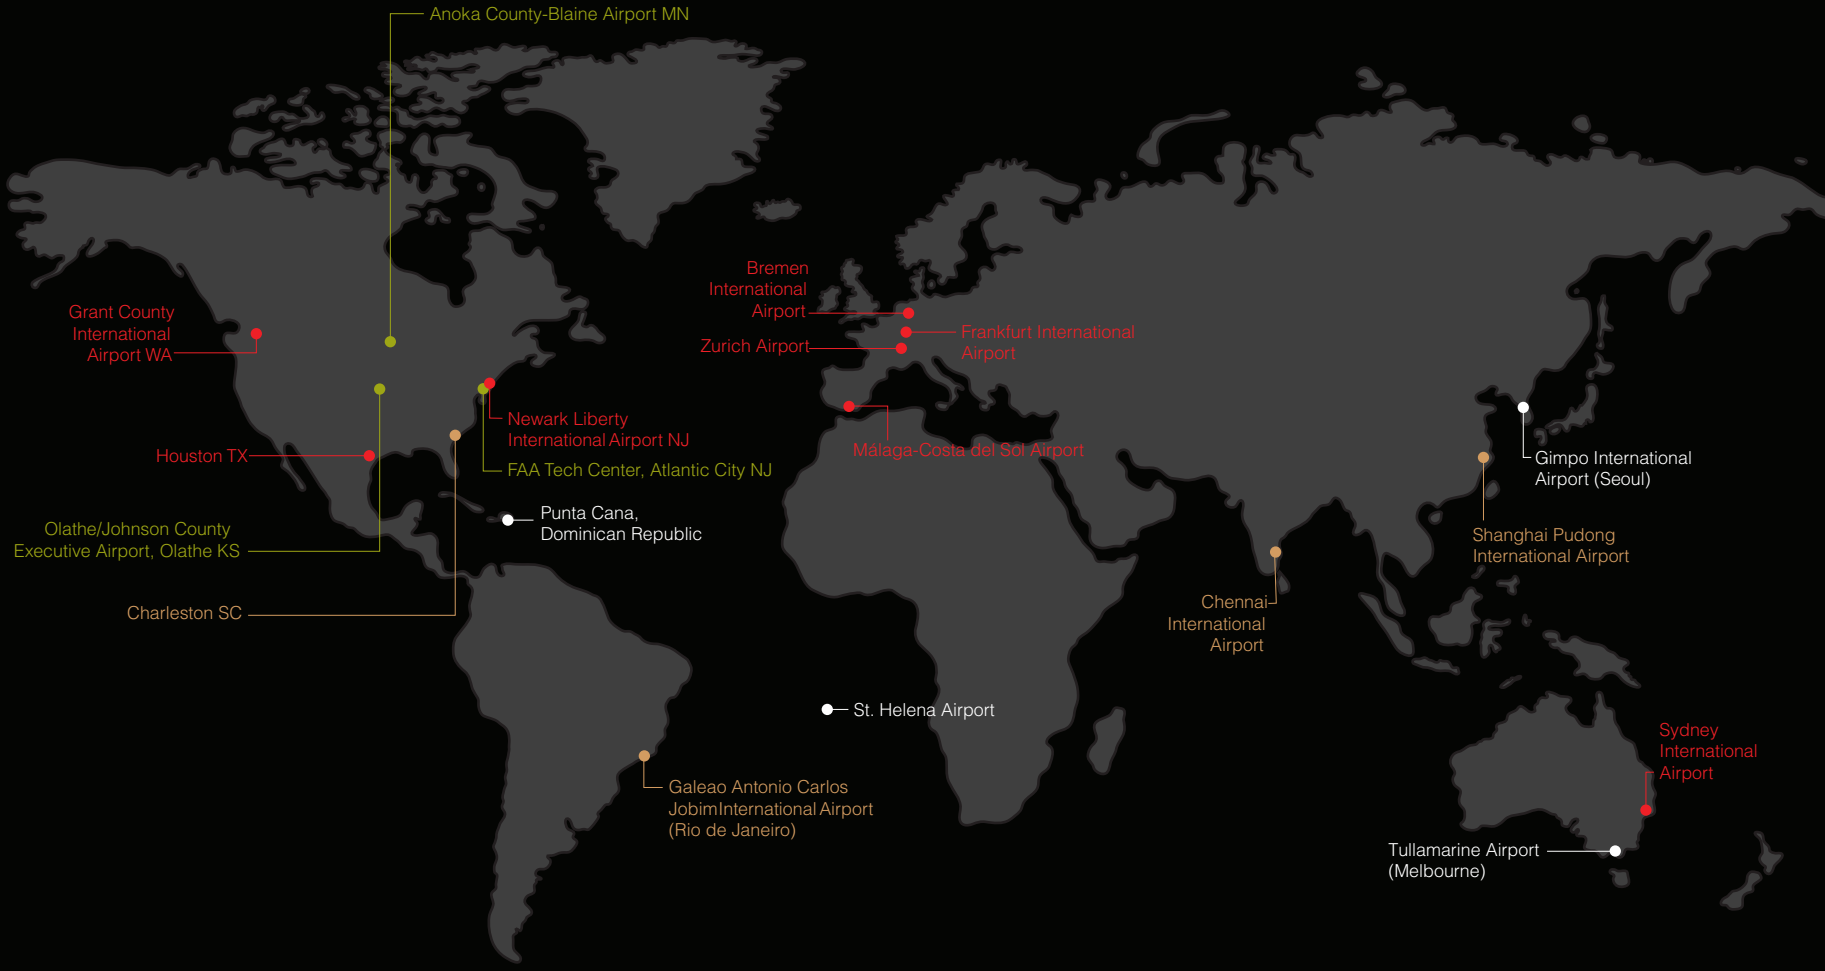 Anoka County-Blaine Airport MN
Grant County
International
Airport WA
Bremen
International
Airport
Frankfurt International
Airport
Zurich Airport
Newark Liberty
International Airport NJ
Houston TX
FAA Tech Center, Atlantic City NJ
Málaga-Costa del Sol Airport
Gimpo International
Airport (Seoul)
Punta Cana,
Dominican Republic
Olathe/Johnson County
Executive Airport, Olathe KS
Shanghai Pudong
International Airport
Charleston SC
Chennai
International
Airport
St. Helena Airport
Sydney
International
Airport
Galeao Antonio Carlos
JobimInternational Airport
(Rio de Janeiro)
Tullamarine Airport
(Melbourne)